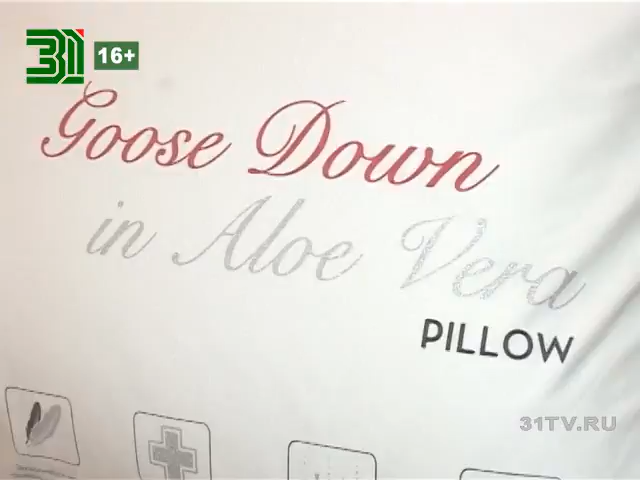 31 16+
Goose Down
in Aloe Vera
PILLOW
31TV.RU